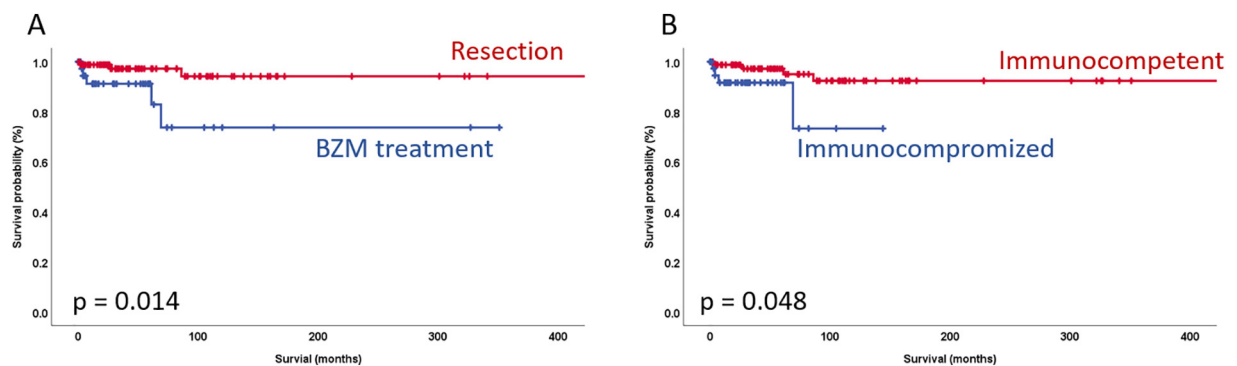 A
Resection
BZM treatment
p = 0.014
Survival probability (%)
1.0
0.8
0.6
0.4
0.2
0.0
0
100
200
300
400
Survial (months)
B
Immunocompetent
Immunocompromized
p = 0.048
Survival probability (%)
1.0
0.8
0.6
0.4
0.2
0.0
0
100
200
300
400
Survival (months)